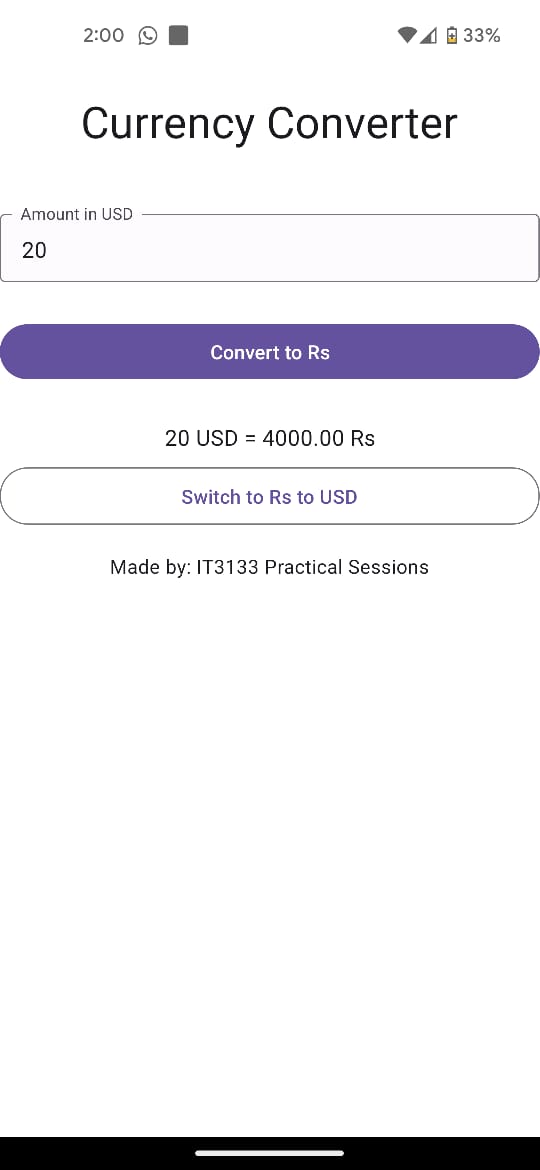 2:00 33%
Currency Converter
Amount in USD
20
Convert to Rs
20 USD = 4000.00 Rs
Switch to Rs to USD
Made by: IT3133 Practical Sessions